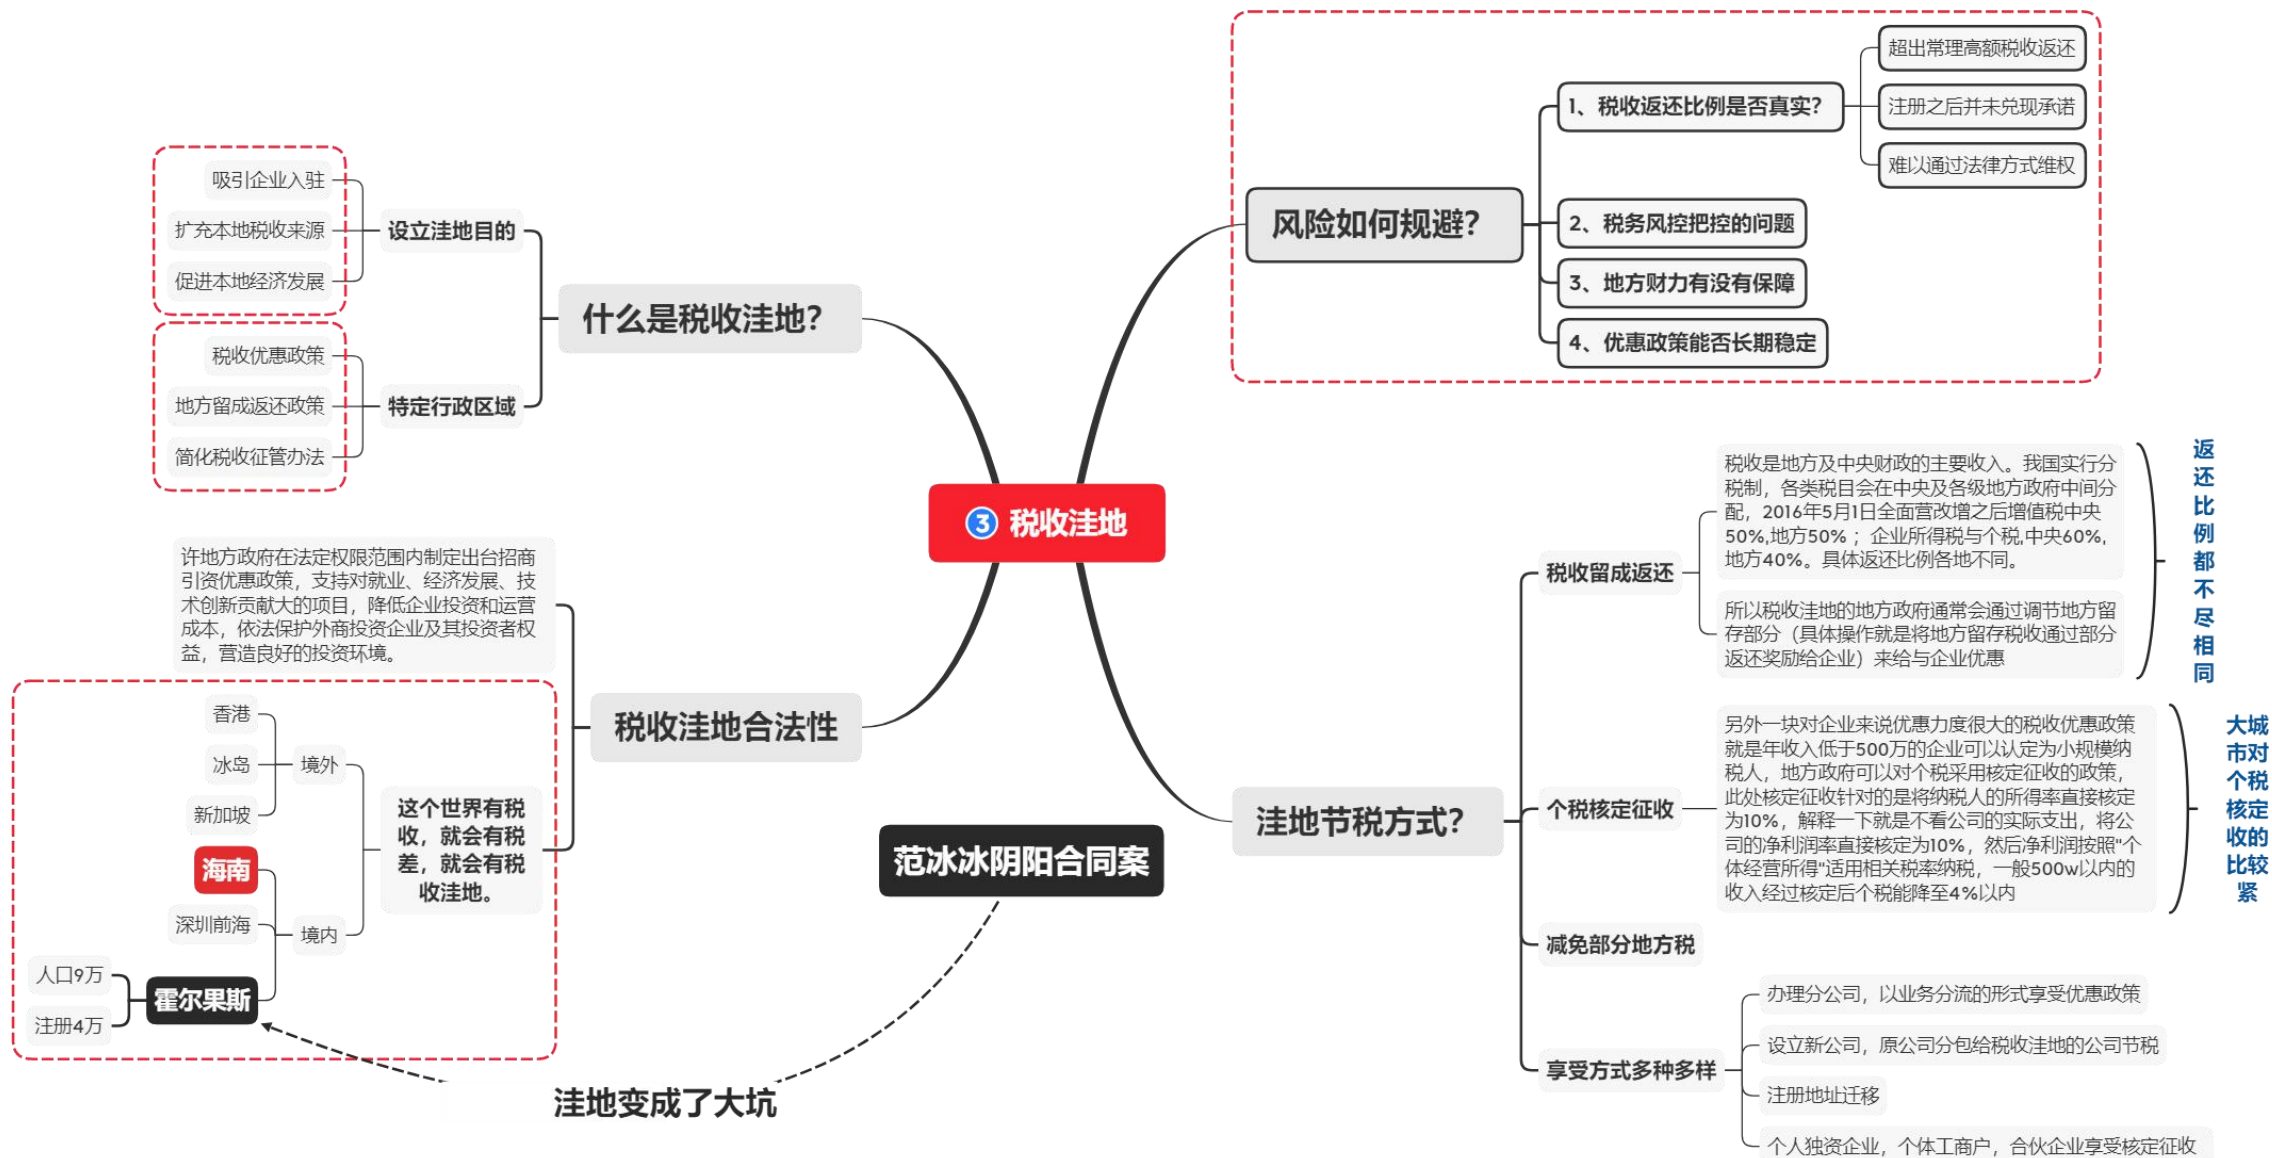 ③ 税收洼地
什么是税收洼地？
设立洼地目的
吸引企业入驻
扩充本地税收来源
促进本地经济发展
特定行政区域
税收优惠政策
地方留成返还政策
简化税收征管办法
税收洼地合法性
许地方政府在法定权限范围内制定出台招商
引资优惠政策，支持对就业、经济发展、技
术创新贡献大的项目，降低企业投资和运营
成本，依法保护外商投资企业及其投资者权
益，营造良好的投资环境。
这个世界有税
收，就会有税
差，就会有税
收洼地。
境外
香港
冰岛
新加坡
境内
海南
深圳前海
霍尔果斯
人口9万
注册4万
范冰冰阴阳合同案
洼地变成了大坑
风险如何规避？
1、税收返还比例是否真实？
超出常理高额税收返还
注册之后并未兑现承诺
难以通过法律方式维权
2、税务风控把控的问题
3、地方财力有没有保障
4、优惠政策能否长期稳定
洼地节税方式？
税收留成返还
税收是地方及中央财政的主要收入。我国实行分
税制，各类税目会在中央及各级地方政府中间分
配，2016年5月1日全面营改增之后增值税中央
50%,地方50%；企业所得税与个税,中央60%,
地方40%。具体返还比例各地不同。
所以税收洼地的地方政府通常会通过调节地方留
存部分（具体操作就是将地方留存税收通过部分
返还奖励给企业）来给与企业优惠
返
还
比
例
都
不
尽
相
同
个税核定征收
另外一块对企业来说优惠力度很大的税收优惠政策
就是年收入低于500万的企业可以认定为小规模纳
税人，地方政府可以对个税采用核定征收的政策，
此处核定征收针对的是将纳税人的所得率直接核定
为10%，解释一下就是不看公司的实际支出，将公
司的净利润率直接核定为10%，然后净利润按照"个
体经营所得"适用相关税率纳税，一般500w以内的
收入经过核定后个税能降至4%以内
大城
市对
个税
核定
收的
比较
紧
减免部分地方税
享受方式多种多样
办理分公司，以业务分流的形式享受优惠政策
设立新公司，原公司分包给税收洼地的公司节税
注册地址迁移
个人独资企业，个体工商户，合伙企业享受核定征收